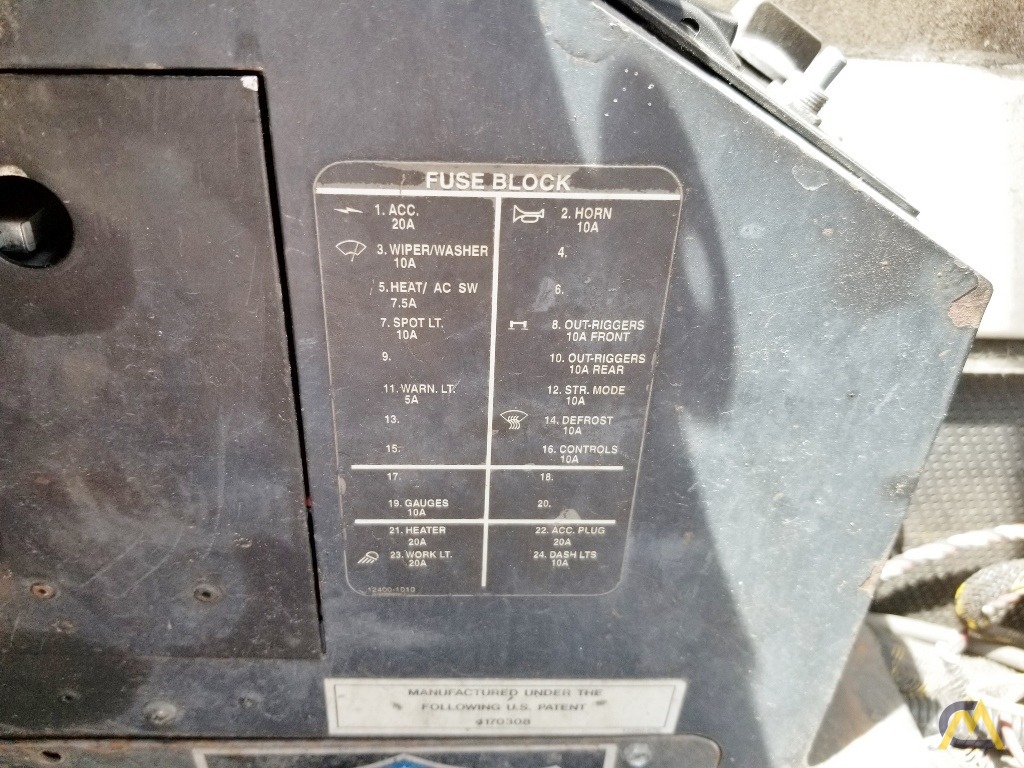 FUSE BLOCK
1. ACC.
20A
2. HORN
10A
3. WIPER/WASHER
10A
4.
5. HEAT/ AC SW
7.5A
6.
7. SPOT LT.
10A
8. OUT-RIGGERS
10A FRONT
9.
10. OUT-RIGGERS
10A REAR
11. WARN. LT.
5A
12. STR. MODE
10A
13.
14. DEFROST
10A
15.
16. CONTROLS
10A
17.
18.
19. GAUGES
10A
20.
21. HEATER
20A
22. ACC. PLUG
20A
23. WORK LT.
20A
24. DASH LTS
10A
12400-1010
MANUFACTURED UNDER THE
FOLLOWING U.S. PATENT
4170308